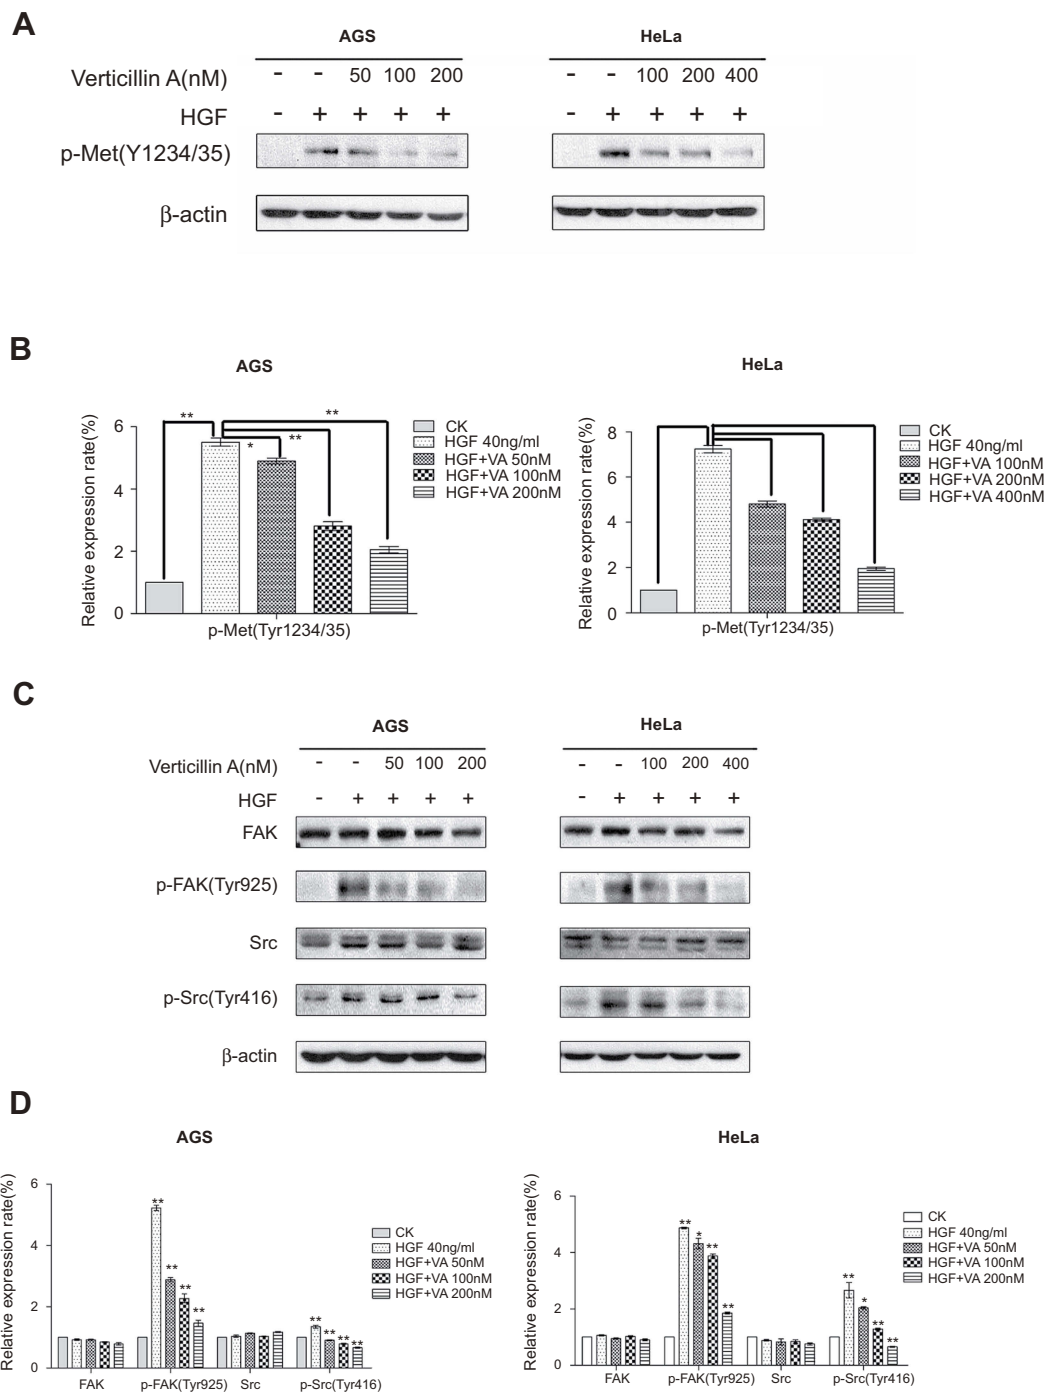 A
AGS HeLa
Verticillin A(nM) - - 50 100 200 - - 100 200 400
HGF - + + + + - + + + +
p-Met(Y1234/35)
β-actin
B
AGS
Relative expression rate(%)
6
4
2
0
** * ** **
p-Met(Tyr1234/35)
CK
HGF 40ng/ml
HGF+VA 50nM
HGF+VA 100nM
HGF+VA 200nM
HeLa
Relative expression rate(%)
8
6
4
2
0
p-Met(Tyr1234/35)
CK
HGF 40ng/ml
HGF+VA 100nM
HGF+VA 200nM
HGF+VA 400nM
C
AGS HeLa
Verticillin A(nM) - - 50 100 200 - - 100 200 400
HGF - + + + + - + + + +
FAK
p-FAK(Tyr925)
Src
p-Src(Tyr416)
β-actin
D
AGS
Relative expression rate(%)
6
4
2
0
** ** ** ** ** ** ** **
FAK p-FAK(Tyr925) Src p-Src(Tyr416)
CK
HGF 40ng/ml
HGF+VA 50nM
HGF+VA 100nM
HGF+VA 200nM
HeLa
Relative expression rate(%)
6
4
2
0
** * ** ** ** * ** **
FAK p-FAK(Tyr925) Src p-Src(Tyr416)
CK
HGF 40ng/ml
HGF+VA 50nM
HGF+VA 100nM
HGF+VA 200nM